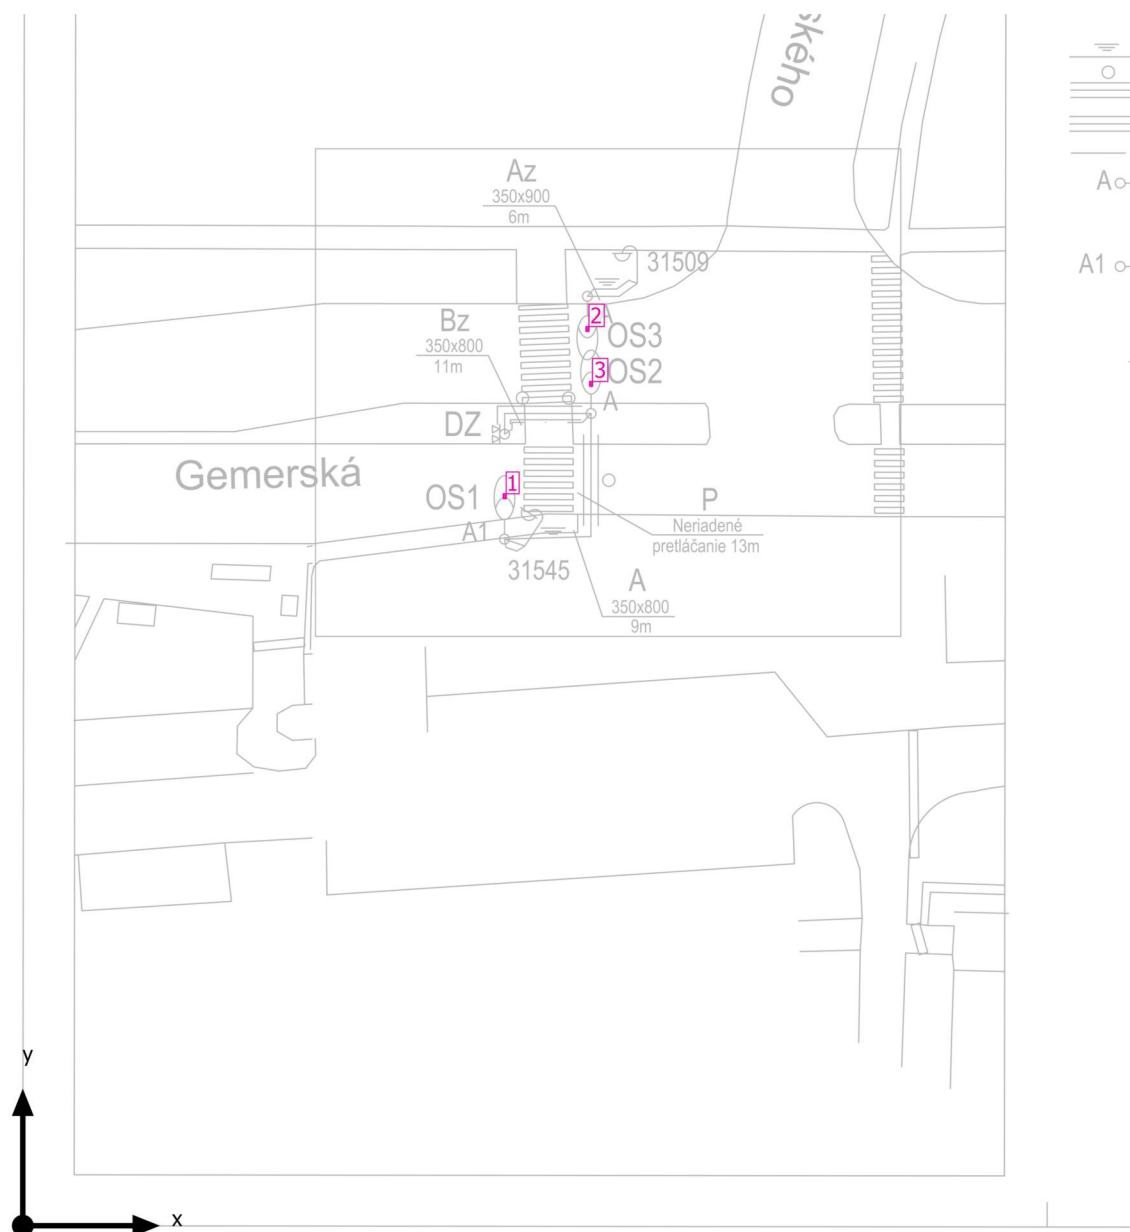 ského
Az
350x900
6m
31509
A
A1
2
A
OS3
Bz
350x800
11m
3
OS2
A
DZ
Gemerská
1
OS1
P
Neriadené
pretláčanie 13m
A1
31545
A
350x800
9m
y
x